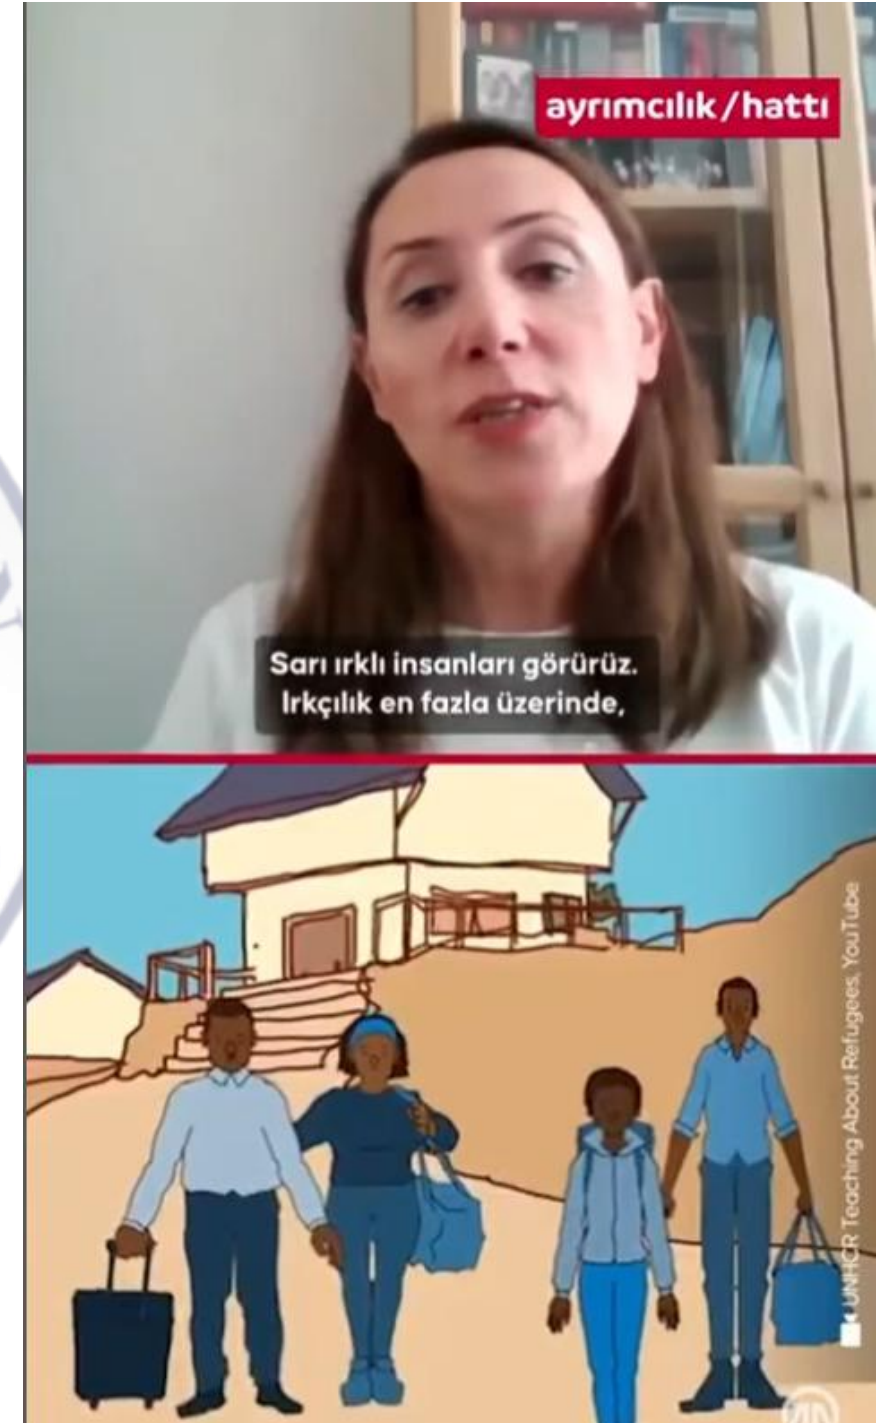 ayrımcılık/hattı
Sarı ırklı insanları görürüz.
Irkçılık en fazla üzerinde,
UNHCR Teaching About Refugees, YouTube